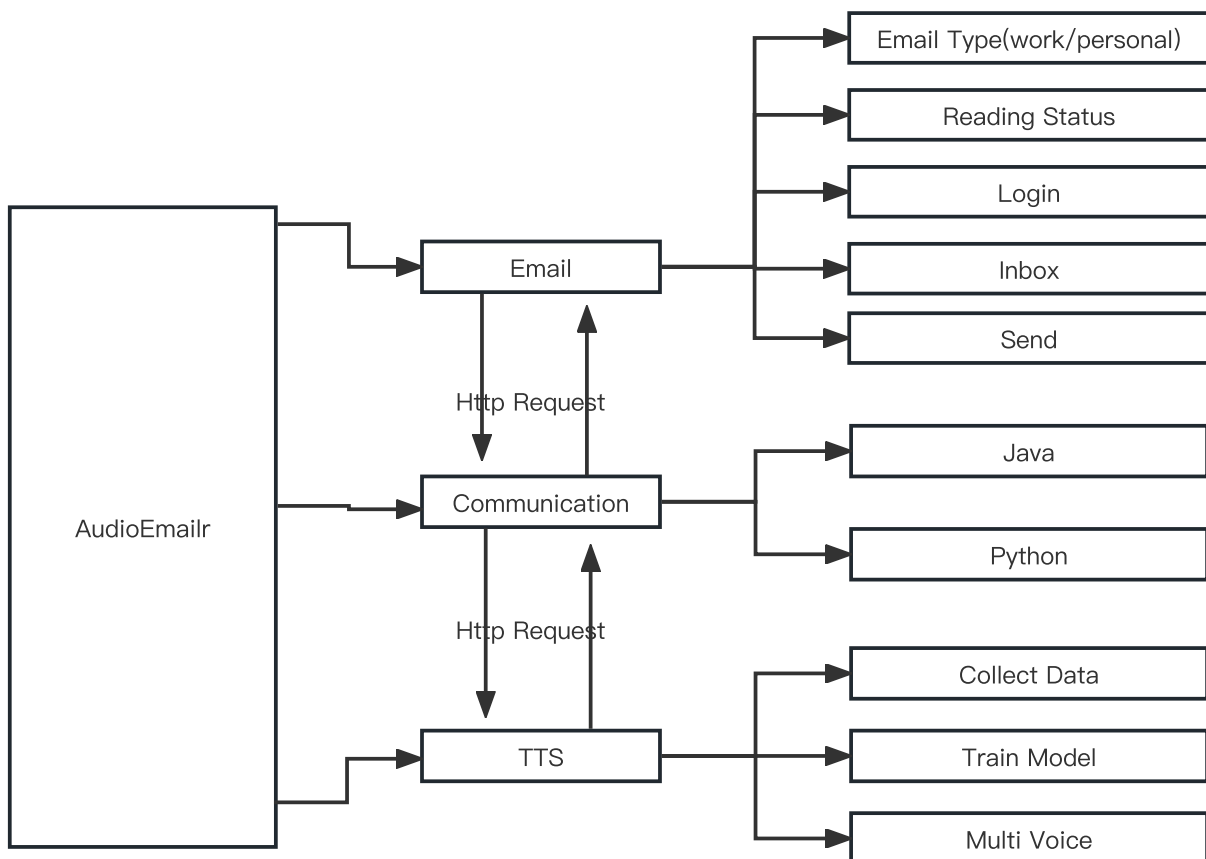 Email Type(work/personal)
Reading Status
Login
Inbox
Send
Email
Http Request
Communication
Java
Python
AudioEmailr
Http Request
TTS
Collect Data
Train Model
Multi Voice